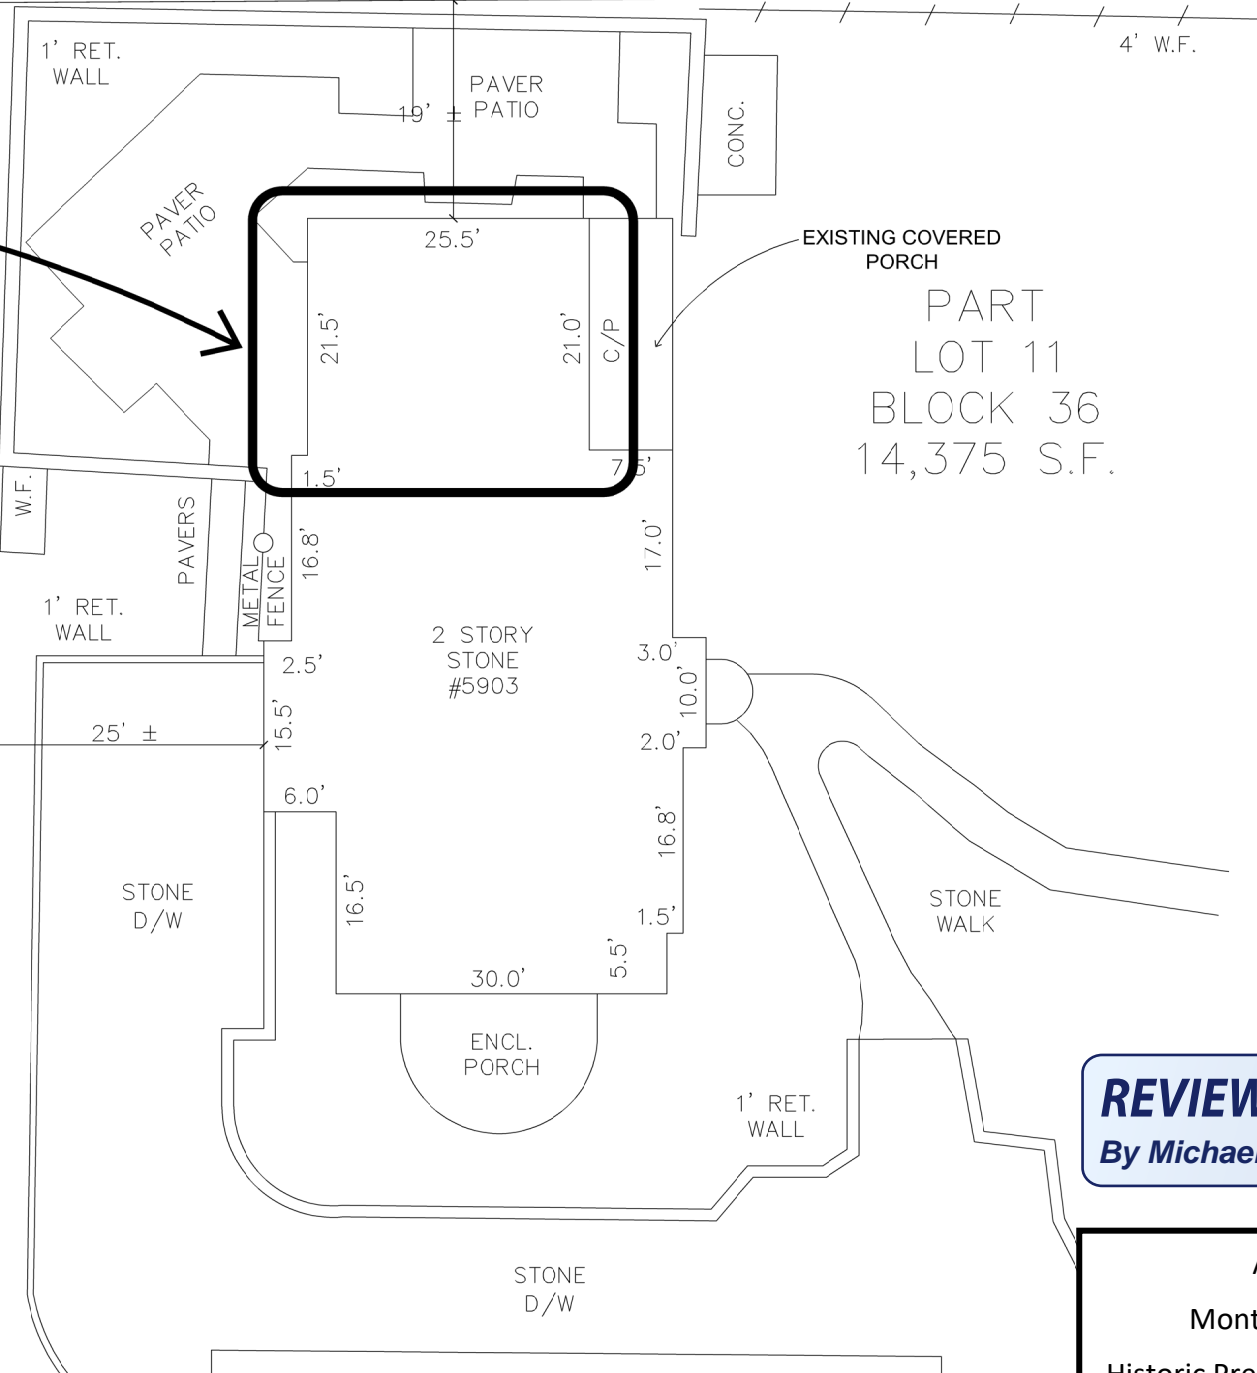 1' RET.
WALL
PAVER
PATIO
19' ±
4' W.F.
CONC.
PAVER
PATIO
25.5'
EXISTING COVERED
PORCH
21.5'
21.0'
C/P
PART
LOT 11
BLOCK 36
14,375 S.F.
1.5'
7.5'
W.F.
PAVERS
METAL
FENCE
16.8'
17.0'
1' RET.
WALL
2 STORY
STONE
#5903
2.5'
3.0'
10.0'
15.5'
25' ±
2.0'
6.0'
16.8'
STONE
D/W
16.5'
1.5'
5.5'
STONE
WALK
30.0'
ENCL.
PORCH
1' RET.
WALL
REVIEW
By Michae
STONE
D/W
Mont
Historic Pre